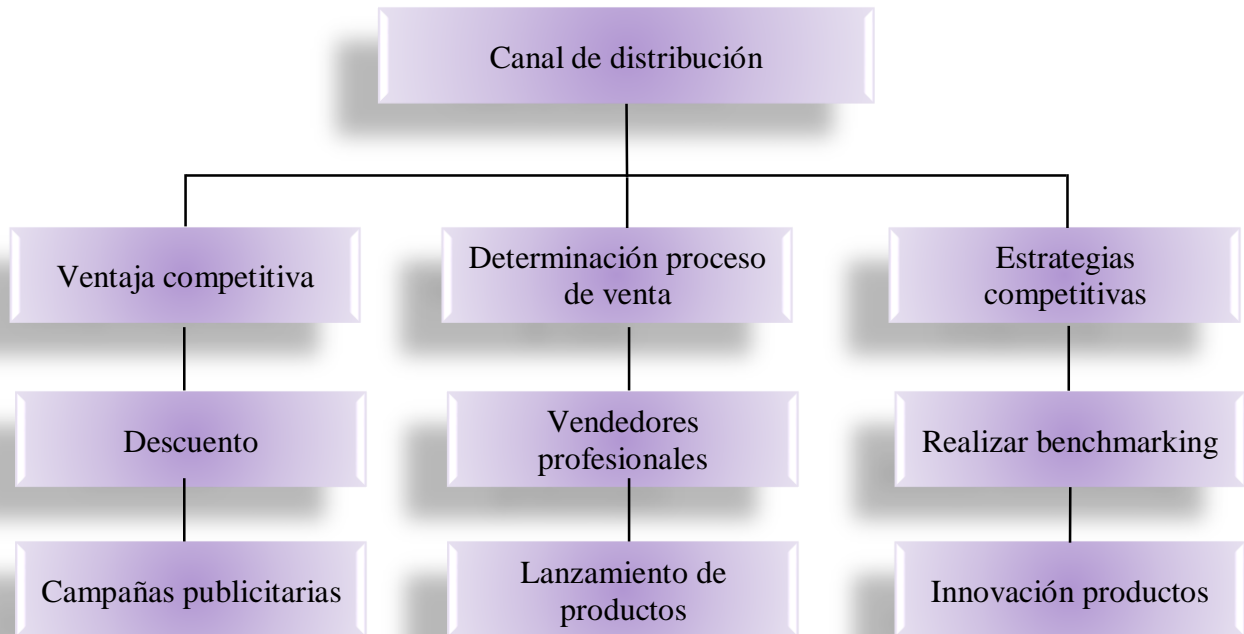 Canal de distribución
Ventaja competitiva
Determinación proceso
de venta
Estrategias
competitivas
Descuento
Vendedores
profesionales
Realizar benchmarking
Campañas publicitarias
Lanzamiento de
productos
Innovación productos